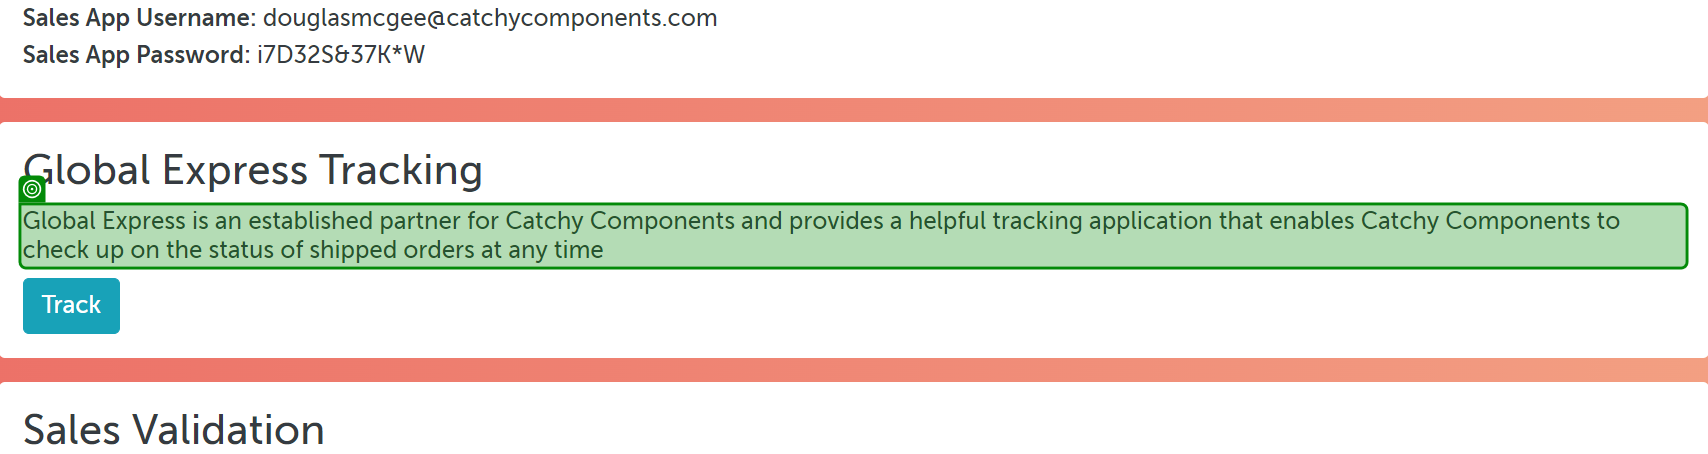 Sales App Username: douglasmcgee@catchycomponents.com
Sales App Password: i7D32S&37K*W
Global Express Tracking
Global Express is an established partner for Catchy Components and provides a helpful tracking application that enables Catchy Components to
check up on the status of shipped orders at any time
Track
Sales Validation